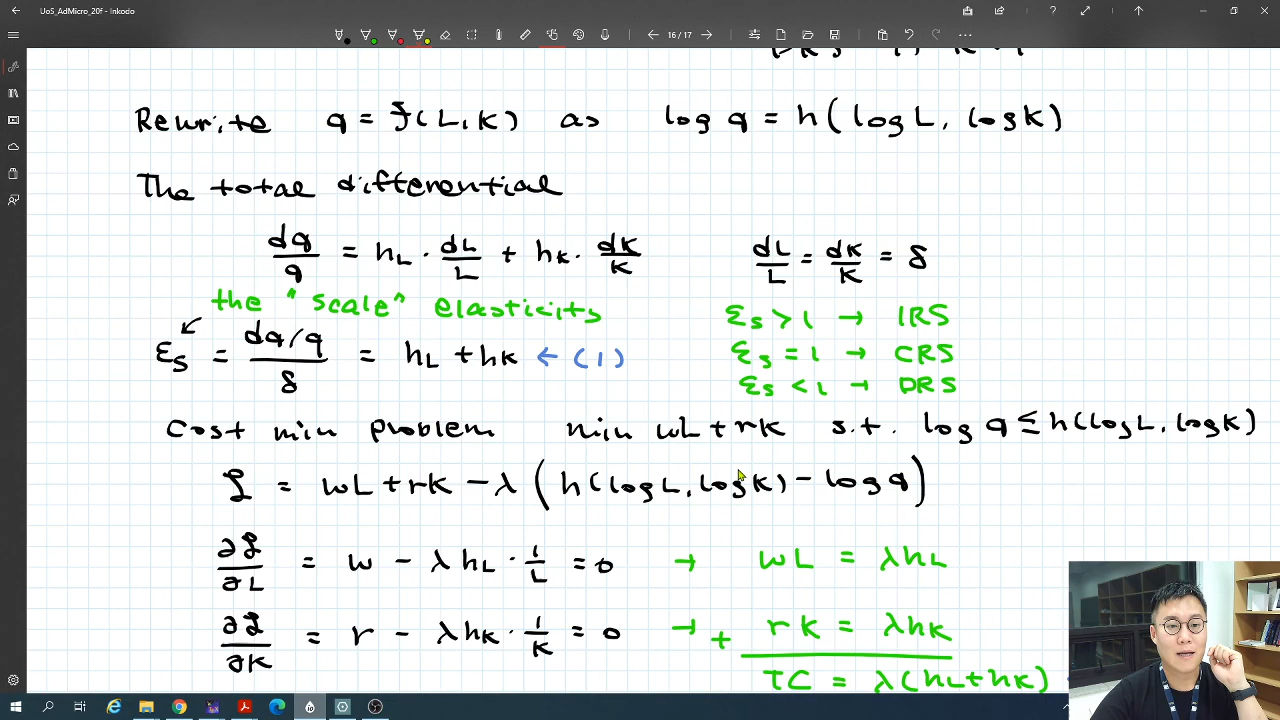 UoS_AdMicro_20F - Inkodo
16/17
Rewrite q = f(L,K) as log q = h(log L, log K)
The total differential
dq/q = h_L · dL/L + h_K · dK/K    dL/L = dK/K = δ
the "scale" elasticity    ε_s > 1 → IRS
ε_s = (dq/q)/δ = h_L + h_K ← (1)    ε_s = 1 → CRS
ε_s < 1 → DRS
Cost min problem min wL + rK s.t. log q ≤ h(log L, log K)
ℒ = wL + rK − λ(h(log L, log K) − log q)
∂ℒ/∂L = w − λh_L · 1/L = 0 → wL = λh_L
∂ℒ/∂K = r − λh_K · 1/K = 0 → + rK = λh_K
TC = λ(h_L + h_K)